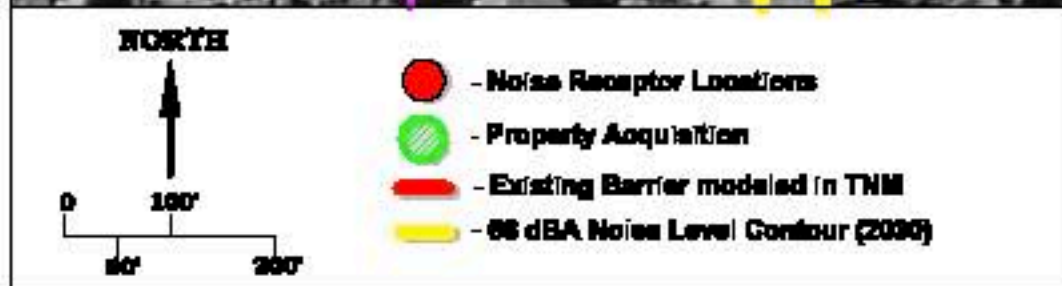 NORTH
0 100'
50' 200'
- Noise Receptor Locations
- Property Acquisition
- Existing Barrier modeled in TNM
- 66 dBA Noise Level Contour